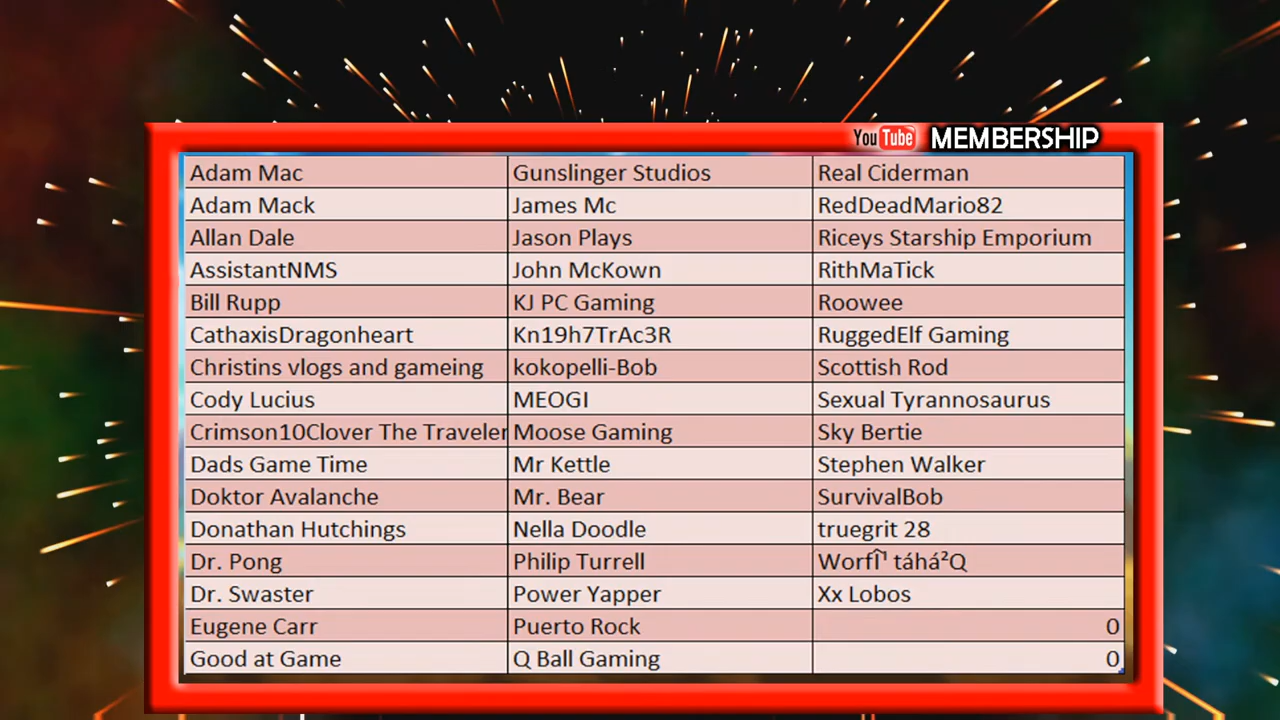 YouTube MEMBERSHIP
Adam Mac Gunslinger Studios Real Ciderman
Adam Mack James Mc RedDeadMario82
Allan Dale Jason Plays Riceys Starship Emporium
AssistantNMS John McKown RithMaTick
Bill Rupp KJ PC Gaming Roowee
CathaxisDragonheart Kn19h7TrAc3R RuggedElf Gaming
Christins vlogs and gameing kokopelli-Bob Scottish Rod
Cody Lucius MEOGI Sexual Tyrannosaurus
Crimson10Clover The Traveler Moose Gaming Sky Bertie
Dads Game Time Mr Kettle Stephen Walker
Doktor Avalanche Mr. Bear SurvivalBob
Donathan Hutchings Nella Doodle truegrit 28
Dr. Pong Philip Turrell táhá²Q
Dr. Swaster Power Yapper Xx Lobos
Eugene Carr Puerto Rock 0
Good at Game Q Ball Gaming 0